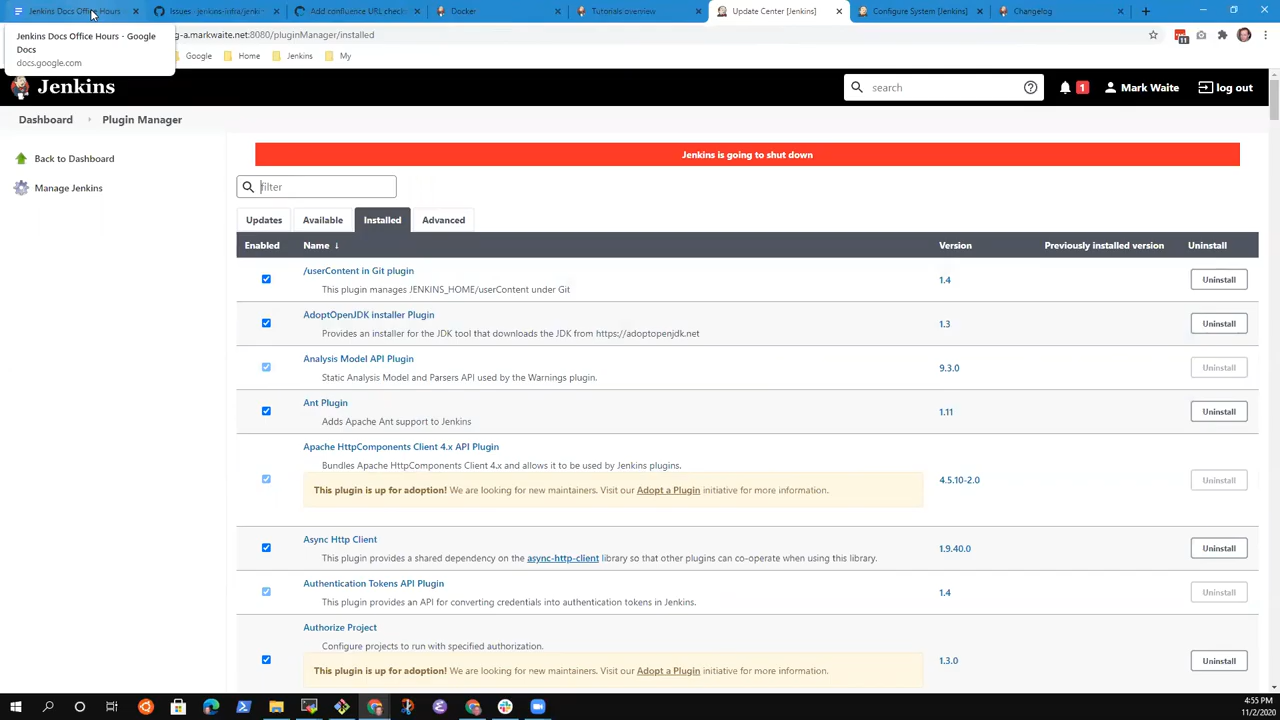 Jenkins Docs Office Hours
Issues · jenkins-infra/jenki
Add confluence URL check
Docker
Tutorials overview
Update Center [Jenkins]
Configure System [Jenkins]
Changelog
Jenkins Docs Office Hours - Google
Docs
docs.google.com
g-a.markwaite.net:8080/pluginManager/installed
11
Google
Home
Jenkins
My
Jenkins
search
1
Mark Waite
log out
Dashboard
Plugin Manager
Back to Dashboard
Manage Jenkins
Jenkins is going to shut down
filter
Updates
Available
Installed
Advanced
Enabled
Name ↓
Version
Previously installed version
Uninstall
/userContent in Git plugin
This plugin manages JENKINS_HOME/userContent under Git
1.4
Uninstall
AdoptOpenJDK installer Plugin
Provides an installer for the JDK tool that downloads the JDK from https://adoptopenjdk.net
1.3
Uninstall
Analysis Model API Plugin
Static Analysis Model and Parsers API used by the Warnings plugin.
9.3.0
Uninstall
Ant Plugin
Adds Apache Ant support to Jenkins
1.11
Uninstall
Apache HttpComponents Client 4.x API Plugin
Bundles Apache HttpComponents Client 4.x and allows it to be used by Jenkins plugins.
This plugin is up for adoption! We are looking for new maintainers. Visit our Adopt a Plugin initiative for more information.
4.5.10-2.0
Uninstall
Async Http Client
This plugin provides a shared dependency on the async-http-client library so that other plugins can co-operate when using this library.
1.9.40.0
Uninstall
Authentication Tokens API Plugin
This plugin provides an API for converting credentials into authentication tokens in Jenkins.
1.4
Uninstall
Authorize Project
Configure projects to run with specified authorization.
This plugin is up for adoption! We are looking for new maintainers. Visit our Adopt a Plugin initiative for more information.
1.3.0
Uninstall
4:55 PM
11/2/2020